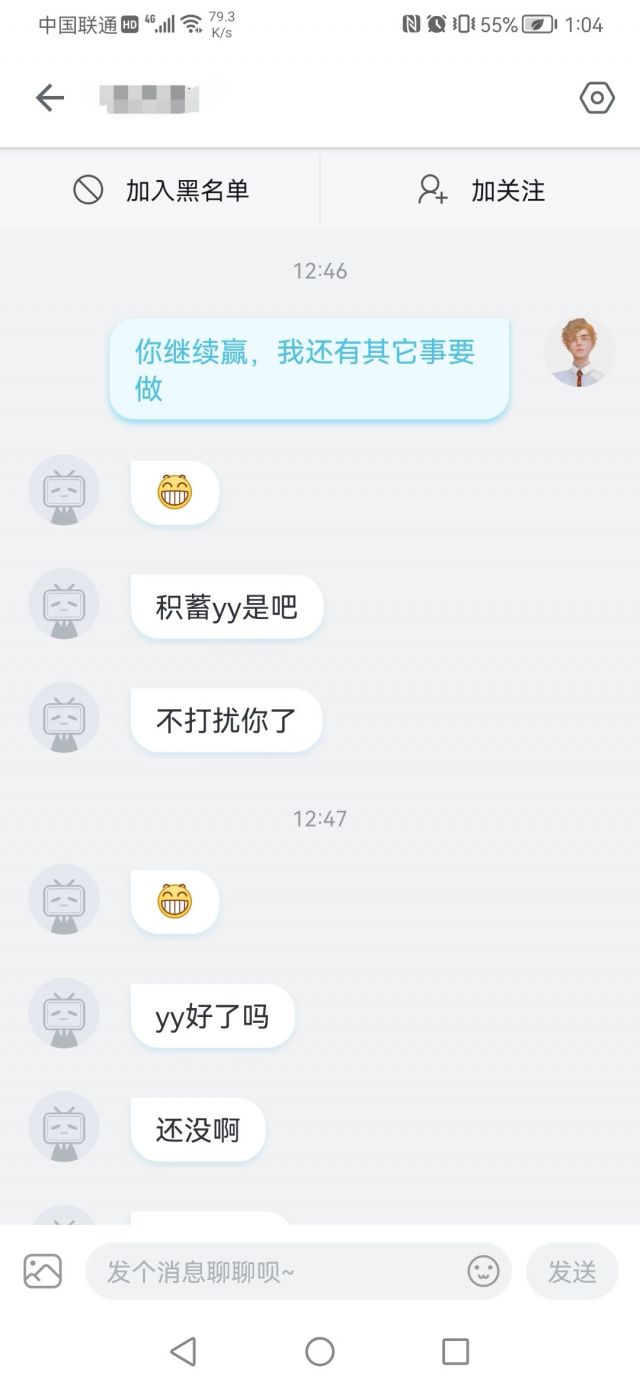 中国联通 HD 4G 79.3 K/s 55% 1:04
加入黑名单 加关注
12:46
你继续赢，我还有其它事要
做
积蓄yy是吧
不打扰你了
12:47
yy好了吗
还没啊
发个消息聊聊呗~ 发送